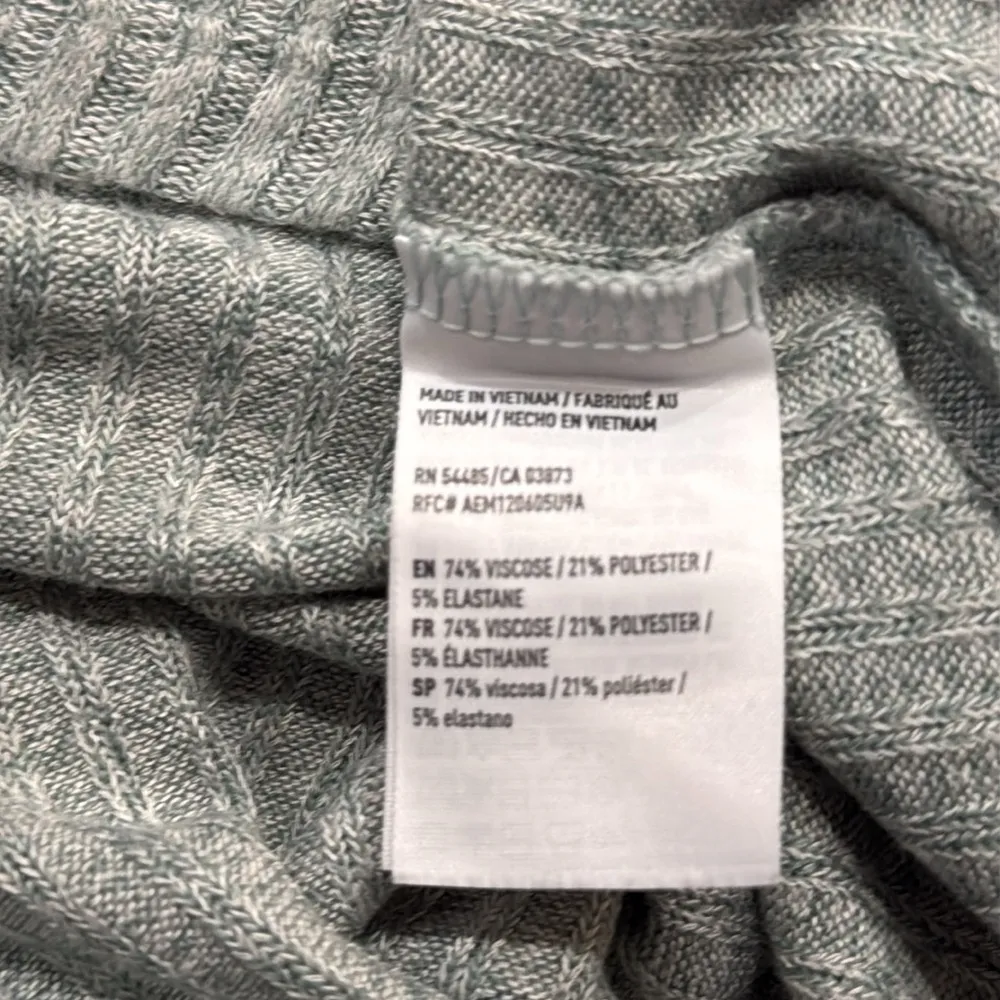 MADE IN VIETNAM / FABRIQUÉ AU
VIETNAM / HECHO EN VIETNAM
RN 54485/CA 03873
RFC# AEM120605U9A
EN 74% VISCOSE / 21% POLYESTER /
5% ELASTANE
FR 74% VISCOSE / 21% POLYESTER /
5% ÉLASTHANNE
SP 74% viscosa / 21% poliéster /
5% elastano